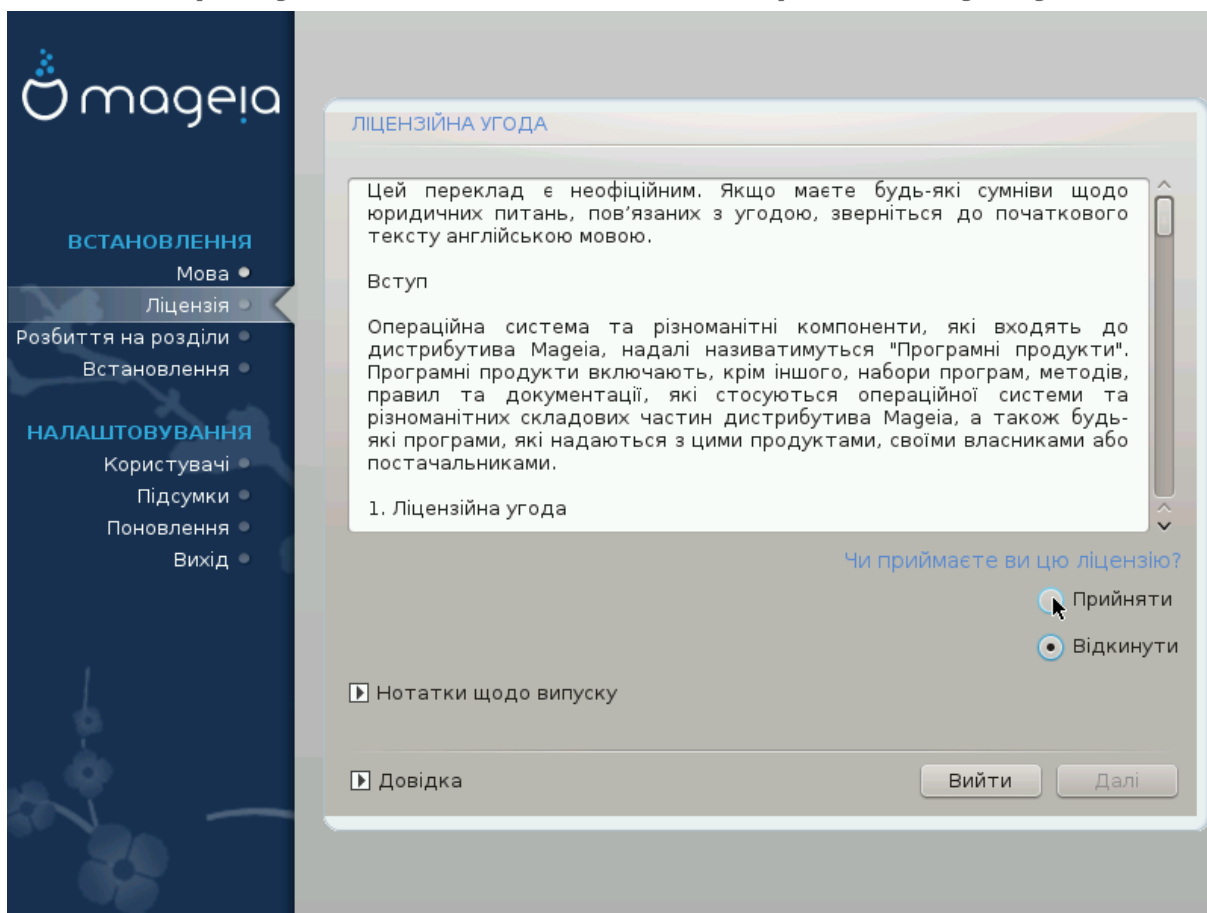 mageia
ВСТАНОВЛЕННЯ
Мова
Ліцензія
Розбиття на розділи
Встановлення
НАЛАШТОВУВАННЯ
Користувачі
Підсумки
Поновлення
Вихід
ЛІЦЕНЗІЙНА УГОДА
Цей переклад є неофіційним. Якщо маєте будь-які сумніви щодо
юридичних питань, пов’язаних з угодою, зверніться до початкового
тексту англійською мовою.
Вступ
Операційна система та різноманітні компоненти, які входять до
дистрибутива Mageia, надалі називатимуться "Програмні продукти".
Програмні продукти включають, крім іншого, набори програм, методів,
правил та документації, які стосуються операційної системи та
різноманітних складових частин дистрибутива Mageia, а також будь-
які програми, які надаються з цими продуктами, своїми власниками або
постачальниками.
1. Ліцензійна угода
Чи приймаєте ви цю ліцензію?
Прийняти
Відкинути
Нотатки щодо випуску
Довідка
Вийти
Далі